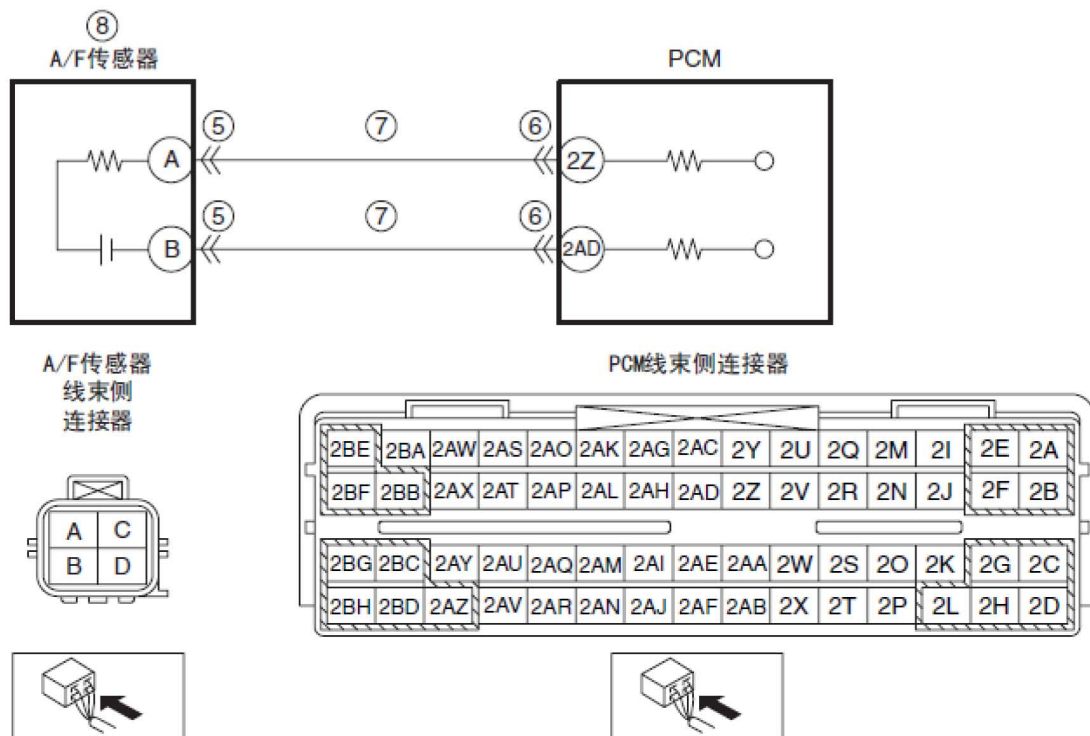 ⑧
A/F传感器
PCM
⑤ ⑦ ⑥
A 2Z
⑤ ⑦ ⑥
B 2AD
A/F传感器
线束侧
连接器
PCM线束侧连接器
2BE 2BA 2AW 2AS 2AO 2AK 2AG 2AC 2Y 2U 2Q 2M 2I 2E 2A
2BF 2BB 2AX 2AT 2AP 2AL 2AH 2AD 2Z 2V 2R 2N 2J 2F 2B
A C
B D
2BG 2BC 2AY 2AU 2AQ 2AM 2AI 2AE 2AA 2W 2S 2O 2K 2G 2C
2BH 2BD 2AZ 2AV 2AR 2AN 2AJ 2AF 2AB 2X 2T 2P 2L 2H 2D